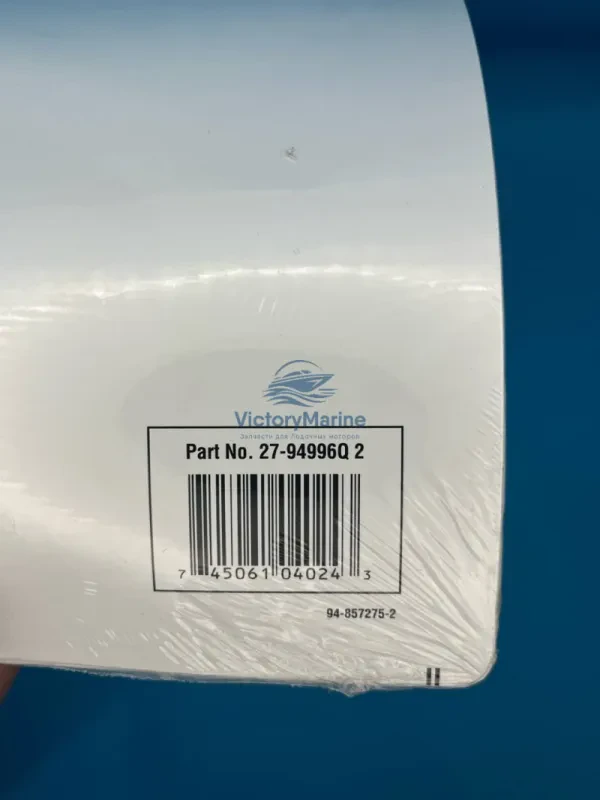 VictoryMarine
Запчасти для Лодочных моторов
Part No. 27-94996Q 2
7 45061 04024 3
94-857275-2